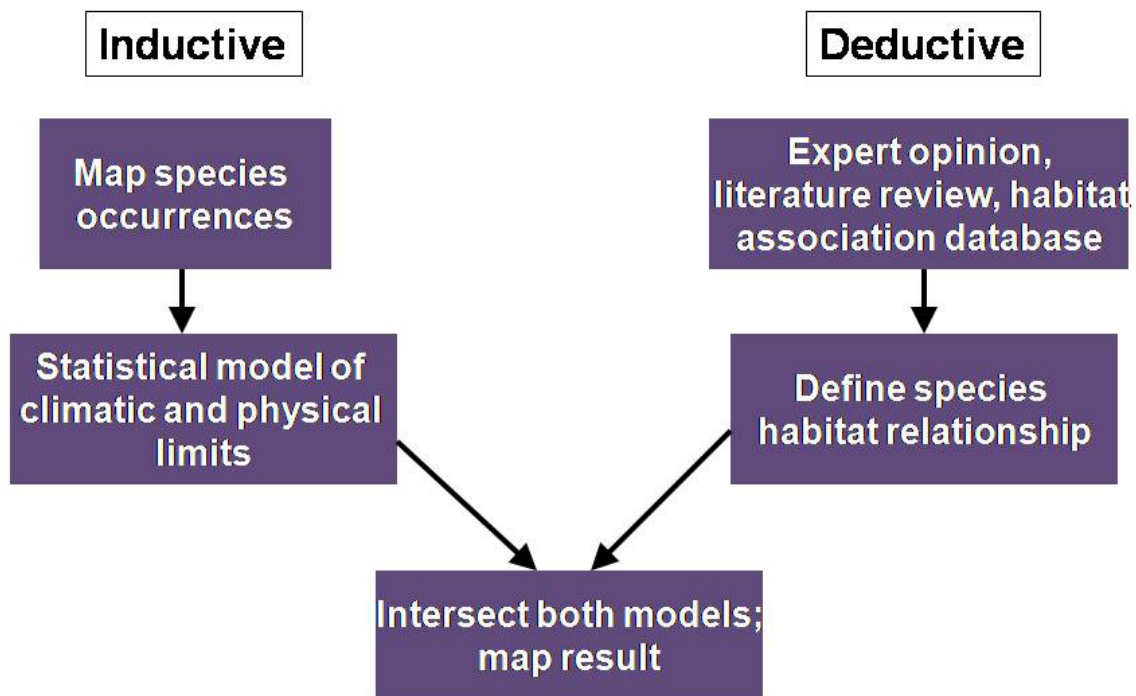 Inductive
Deductive
Map species
occurrences
Expert opinion,
literature review, habitat
association database
Statistical model of
climatic and physical
limits
Define species
habitat relationship
Intersect both models;
map result